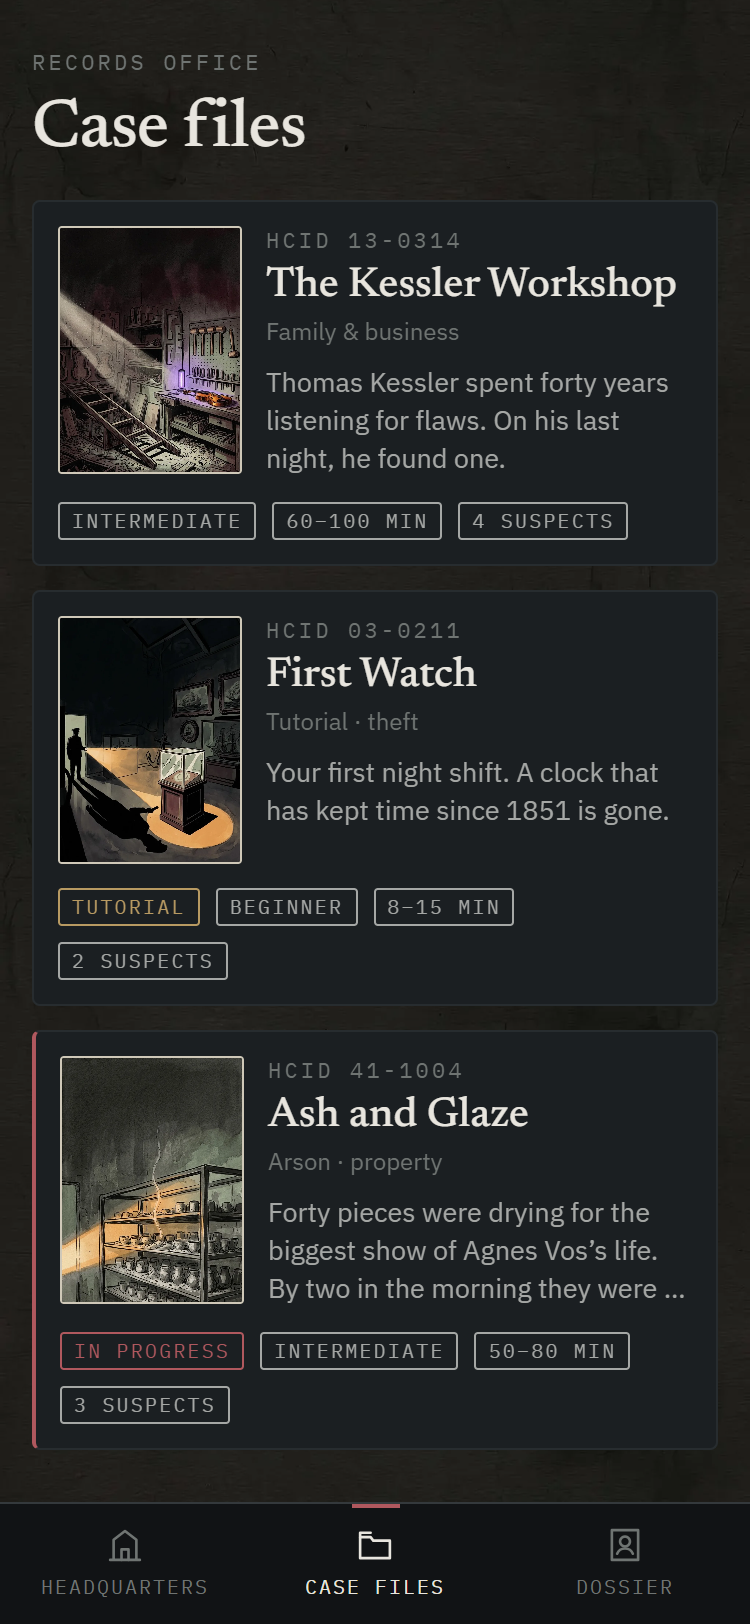 RECORDS OFFICE
Case files
HCID 13-0314
The Kessler Workshop
Family & business
Thomas Kessler spent forty years
listening for flaws. On his last
night, he found one.
INTERMEDIATE 60–100 MIN 4 SUSPECTS
HCID 03-0211
First Watch
Tutorial · theft
Your first night shift. A clock that
has kept time since 1851 is gone.
TUTORIAL BEGINNER 8–15 MIN
2 SUSPECTS
HCID 41-1004
Ash and Glaze
Arson · property
Forty pieces were drying for the
biggest show of Agnes Vos’s life.
By two in the morning they were ...
IN PROGRESS INTERMEDIATE 50–80 MIN
3 SUSPECTS
HEADQUARTERS CASE FILES DOSSIER